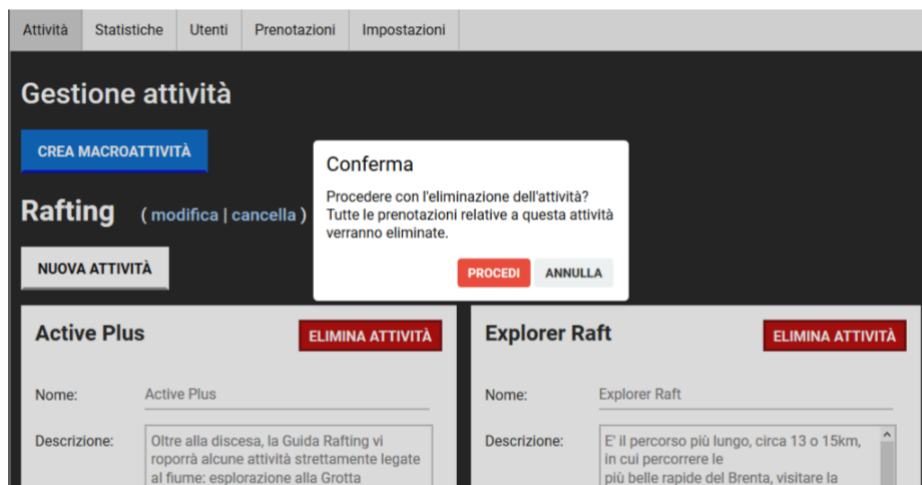 Attività Statistiche Utenti Prenotazioni Impostazioni
Gestione attività
CREA MACROATTIVITÀ
Rafting ( modifica | cancella )
NUOVA ATTIVITÀ
Conferma
Procedere con l'eliminazione dell'attività?
Tutte le prenotazioni relative a questa attività
verranno eliminate.
PROCEDI ANNULLA
Active Plus ELIMINA ATTIVITÀ
Nome: Active Plus
Descrizione: Oltre alla discesa, la Guida Rafting vi
roporrà alcune attività strettamente legate
al fiume: esplorazione alla Grotta
Explorer Raft ELIMINA ATTIVITÀ
Nome: Explorer Raft
Descrizione: E' il percorso più lungo, circa 13 o 15km,
in cui percorrere le
più belle rapide del Brenta, visitare la